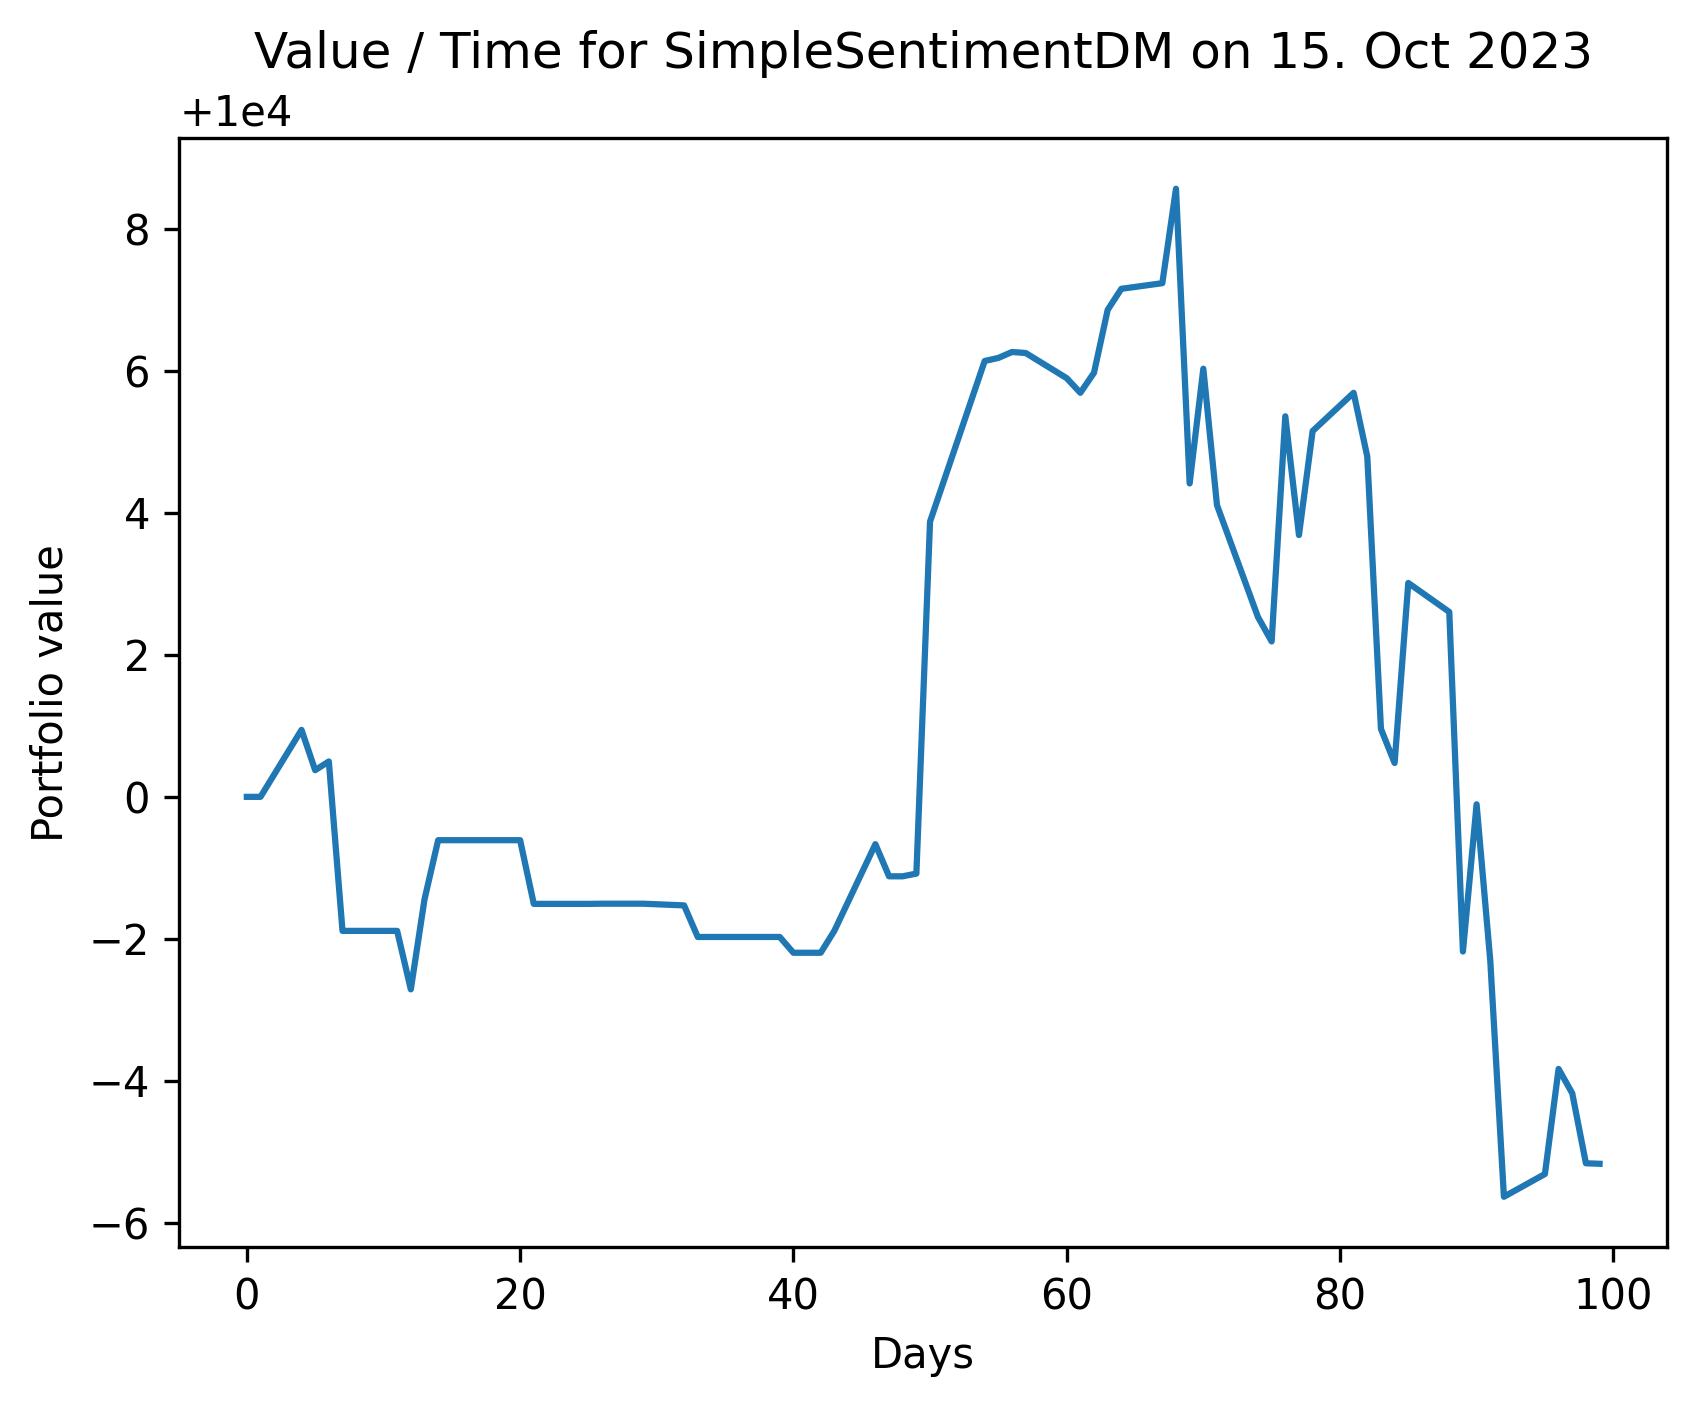 Value / Time for SimpleSentimentDM on 15. Oct 2023
+1e4
8
6
4
2
0
−2
−4
−6
Portfolio value
0 20 40 60 80 100
Days